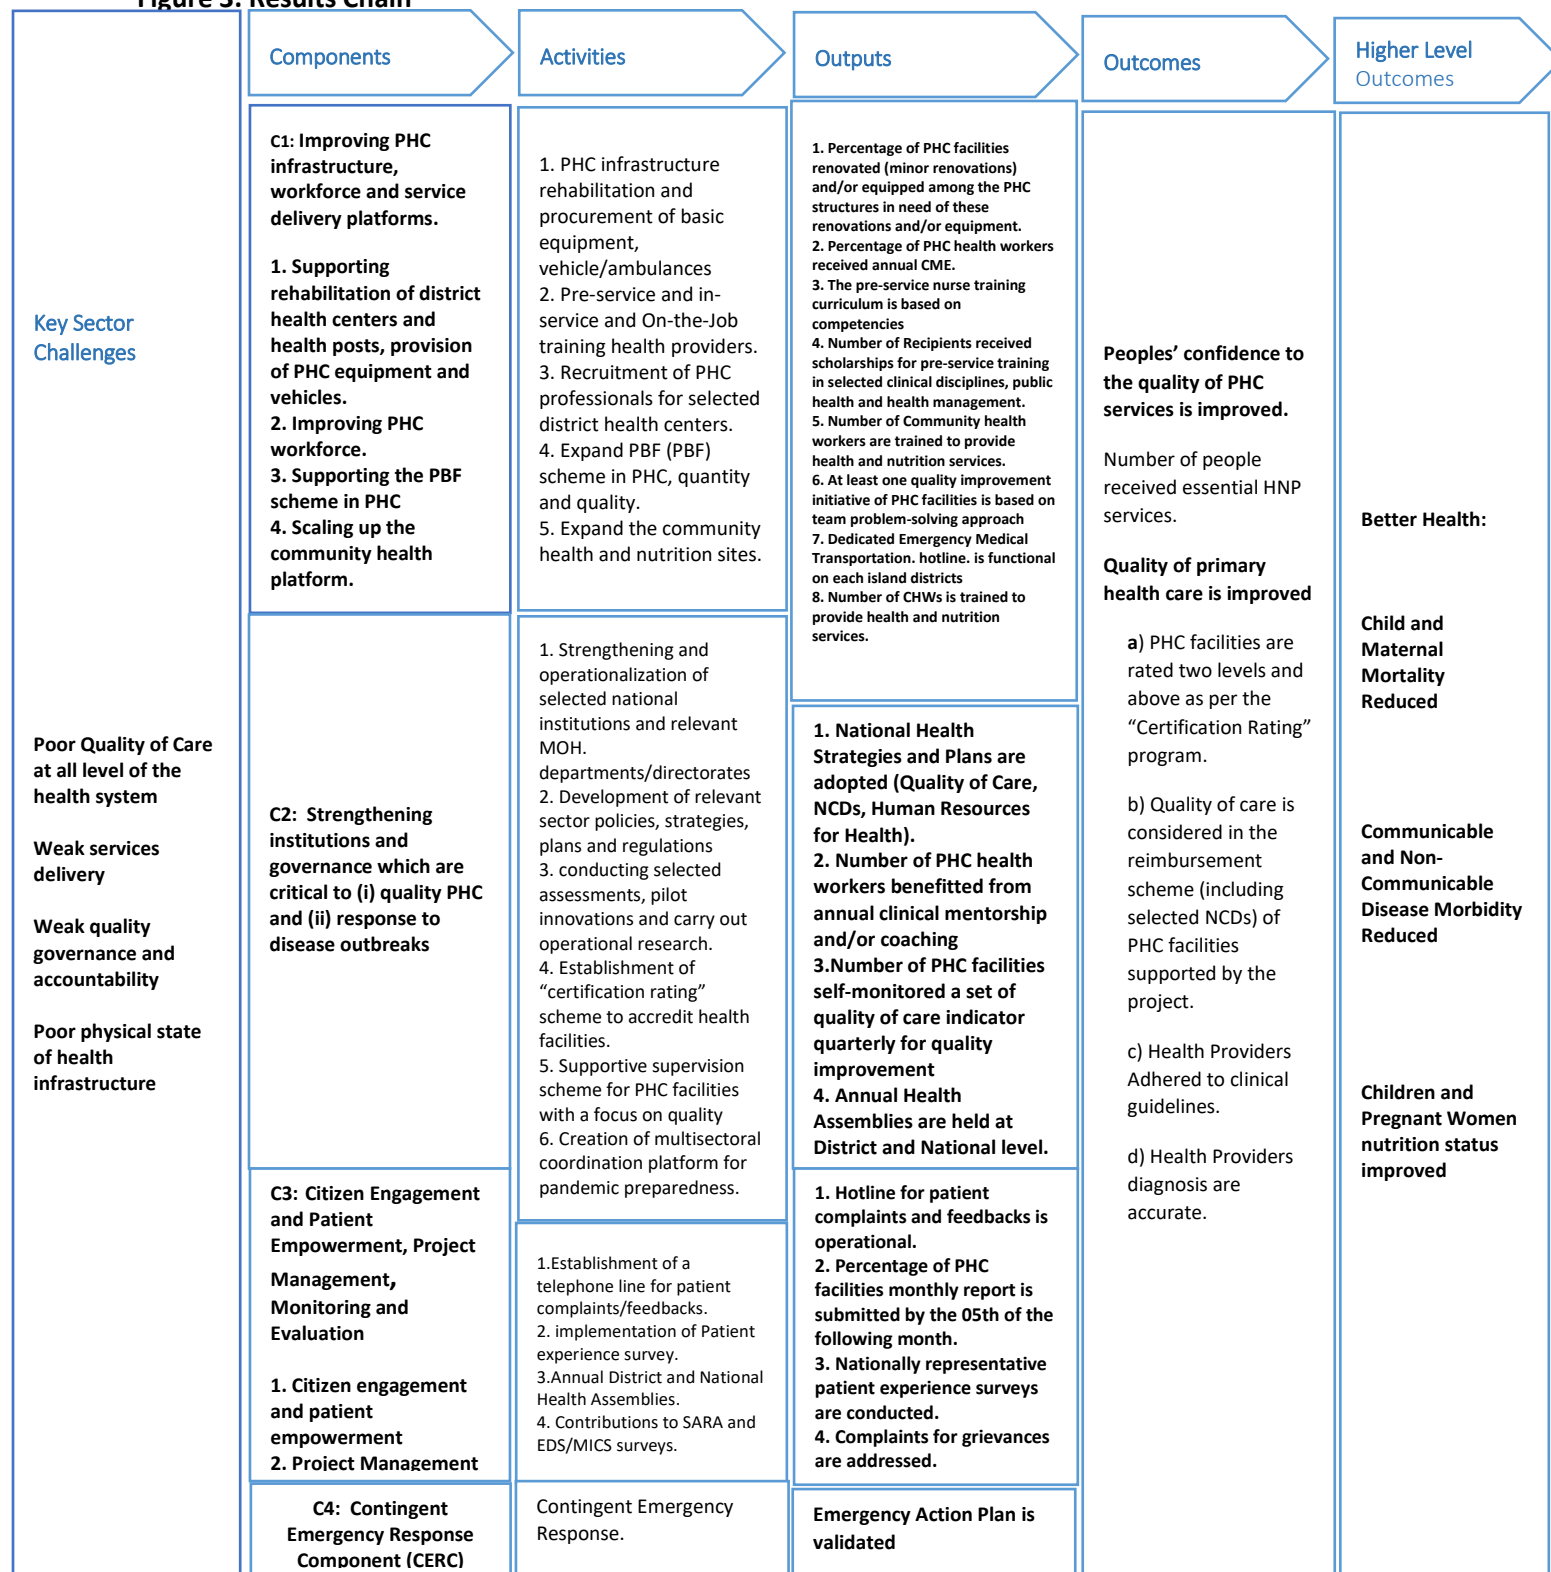 Figure 3: Results Chain
Key Sector
Challenges
Poor Quality of Care
at all level of the
health system
Weak services
delivery
Weak quality
governance and
accountability
Poor physical state
of health
infrastructure
Components
C1: Improving PHC
infrastructure,
workforce and service
delivery platforms.
1. Supporting
rehabilitation of district
health centers and
health posts, provision
of PHC equipment and
vehicles.
2. Improving PHC
workforce.
3. Supporting the PBF
scheme in PHC
4. Scaling up the
community health
platform.
C2: Strengthening
institutions and
governance which are
critical to (i) quality PHC
and (ii) response to
disease outbreaks
C3: Citizen Engagement
and Patient
Empowerment, Project
Management,
Monitoring and
Evaluation
1. Citizen engagement
and patient
empowerment
2. Project Management
C4: Contingent
Emergency Response
Component (CERC)
Activities
1. PHC infrastructure
rehabilitation and
procurement of basic
equipment,
vehicle/ambulances
2. Pre-service and in-
service and On-the-Job
training health providers.
3. Recruitment of PHC
professionals for selected
district health centers.
4. Expand PBF (PBF)
scheme in PHC, quantity
and quality.
5. Expand the community
health and nutrition sites.
1. Strengthening and
operationalization of
selected national
institutions and relevant
MOH.
departments/directorates
2. Development of relevant
sector policies, strategies,
plans and regulations
3. conducting selected
assessments, pilot
innovations and carry out
operational research.
4. Establishment of
“certification rating”
scheme to accredit health
facilities.
5. Supportive supervision
scheme for PHC facilities
with a focus on quality
6. Creation of multisectoral
coordination platform for
pandemic preparedness.
1.Establishment of a
telephone line for patient
complaints/feedbacks.
2. implementation of Patient
experience survey.
3.Annual District and National
Health Assemblies.
4. Contributions to SARA and
EDS/MICS surveys.
Contingent Emergency
Response.
Outputs
1. Percentage of PHC facilities
renovated (minor renovations)
and/or equipped among the PHC
structures in need of these
renovations and/or equipment.
2. Percentage of PHC health workers
received annual CME.
3. The pre-service nurse training
curriculum is based on
competencies
4. Number of Recipients received
scholarships for pre-service training
in selected clinical disciplines, public
health and health management.
5. Number of Community health
workers are trained to provide
health and nutrition services.
6. At least one quality improvement
initiative of PHC facilities is based on
team problem-solving approach
7. Dedicated Emergency Medical
Transportation. hotline. is functional
on each island districts
8. Number of CHWs is trained to
provide health and nutrition
services.
1. National Health
Strategies and Plans are
adopted (Quality of Care,
NCDs, Human Resources
for Health).
2. Number of PHC health
workers benefitted from
annual clinical mentorship
and/or coaching
3.Number of PHC facilities
self-monitored a set of
quality of care indicator
quarterly for quality
improvement
4. Annual Health
Assemblies are held at
District and National level.
1. Hotline for patient
complaints and feedbacks is
operational.
2. Percentage of PHC
facilities monthly report is
submitted by the 05th of the
following month.
3. Nationally representative
patient experience surveys
are conducted.
4. Complaints for grievances
are addressed.
Emergency Action Plan is
validated
Outcomes
Peoples’ confidence to
the quality of PHC
services is improved.
Number of people
received essential HNP
services.
Quality of primary
health care is improved
a) PHC facilities are
rated two levels and
above as per the
“Certification Rating”
program.
b) Quality of care is
considered in the
reimbursement
scheme (including
selected NCDs) of
PHC facilities
supported by the
project.
c) Health Providers
Adhered to clinical
guidelines.
d) Health Providers
diagnosis are
accurate.
Higher Level
Outcomes
Better Health:
Child and
Maternal
Mortality
Reduced
Communicable
and Non-
Communicable
Disease Morbidity
Reduced
Children and
Pregnant Women
nutrition status
improved